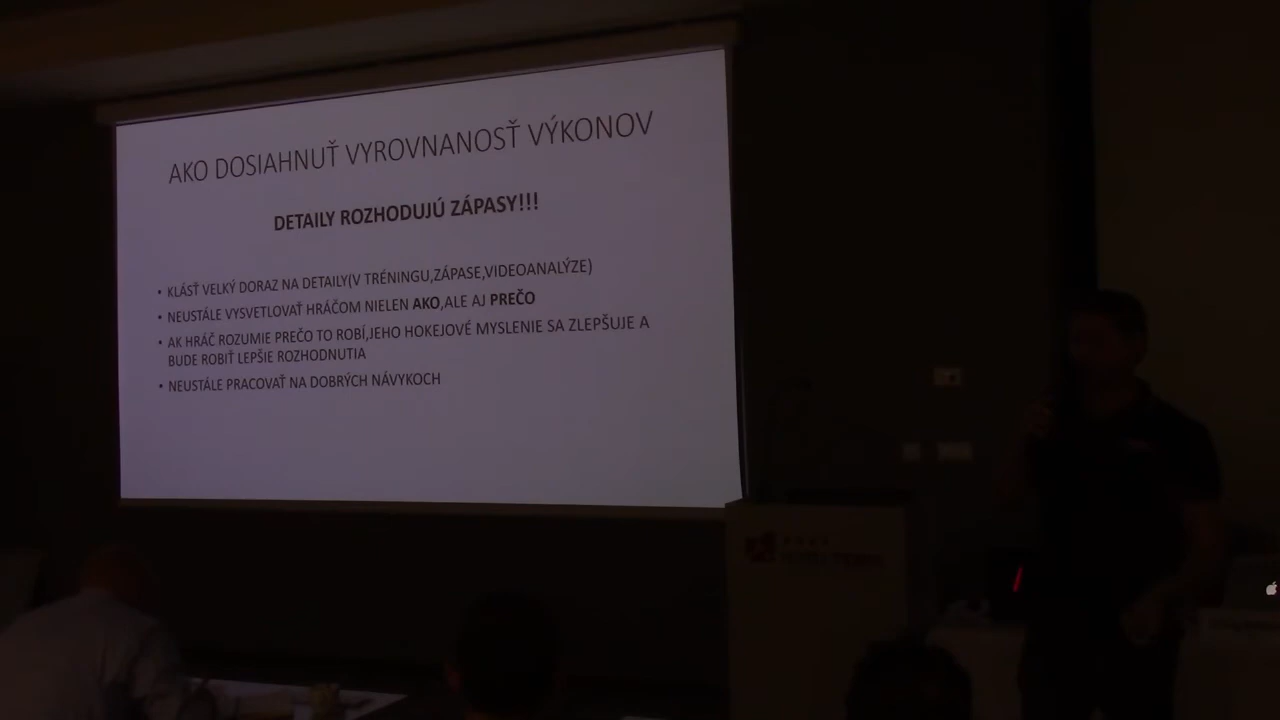 AKO DOSIAHNUŤ VYROVNANOSŤ VÝKONOV
DETAILY ROZHODUJÚ ZÁPASY!!!
• KLÁSŤ VELKÝ DORAZ NA DETAILY(V TRÉNINGU,ZÁPASE,VIDEOANALÝZE)
• NEUSTÁLE VYSVETLOVAŤ HRÁČOM NIELEN AKO,ALE AJ PREČO
• AK HRÁČ ROZUMIE PREČO TO ROBÍ,JEHO HOKEJOVÉ MYSLENIE SA ZLEPŠUJE A
BUDE ROBIŤ LEPŠIE ROZHODNUTIA
• NEUSTÁLE PRACOVAŤ NA DOBRÝCH NÁVYKOCH